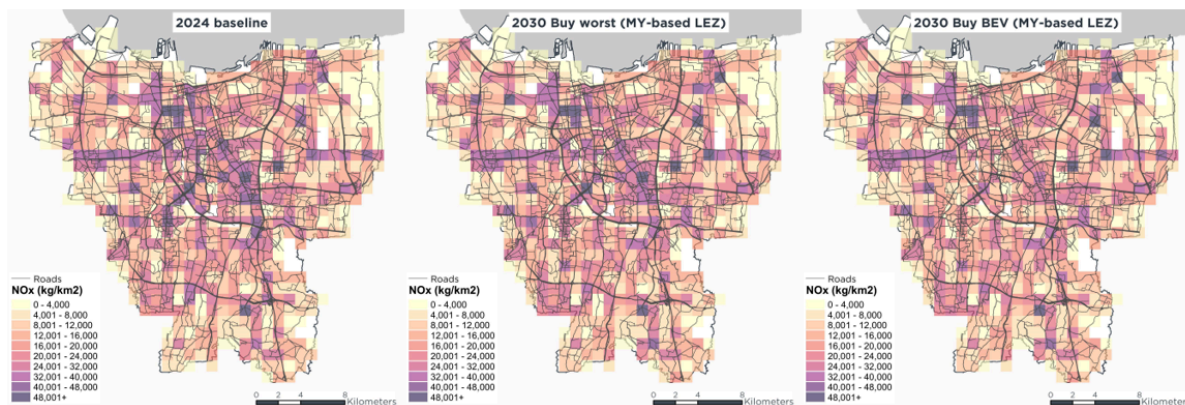 2024 baseline
Roads
NOx (kg/km2)
0 - 4,000
4,001 - 8,000
8,001 - 12,000
12,001 - 16,000
16,001 - 20,000
20,001 - 24,000
24,001 - 32,000
32,001 - 40,000
40,001 - 48,000
48,001+
0 2 4 8
Kilometers
2030 Buy worst (MY-based LEZ)
Roads
NOx (kg/km2)
0 - 4,000
4,001 - 8,000
8,001 - 12,000
12,001 - 16,000
16,001 - 20,000
20,001 - 24,000
24,001 - 32,000
32,001 - 40,000
40,001 - 48,000
48,001+
0 2 4 8
Kilometers
2030 Buy BEV (MY-based LEZ)
Roads
NOx (kg/km2)
0 - 4,000
4,001 - 8,000
8,001 - 12,000
12,001 - 16,000
16,001 - 20,000
20,001 - 24,000
24,001 - 32,000
32,001 - 40,000
40,001 - 48,000
48,001+
0 2 4 8
Kilometers